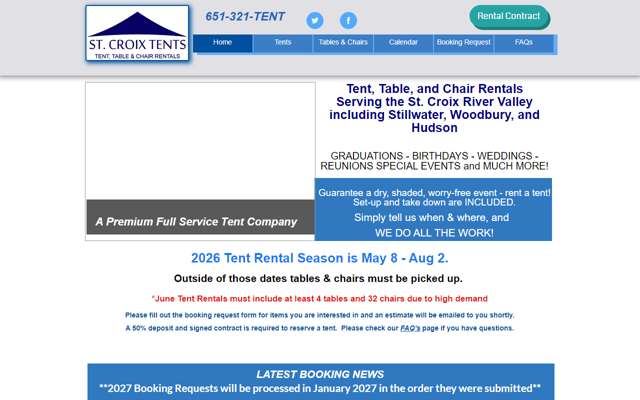 651-321-TENT
Rental Contract
ST. CROIX TENTS
TENT, TABLE & CHAIR RENTALS
Home
Tents
Tables & Chairs
Calendar
Booking Request
FAQs
Tent, Table, and Chair Rentals
Serving the St. Croix River Valley
including Stillwater, Woodbury, and
Hudson
GRADUATIONS - BIRTHDAYS - WEDDINGS -
REUNIONS SPECIAL EVENTS and MUCH MORE!
A Premium Full Service Tent Company
Guarantee a dry, shaded, worry-free event - rent a tent!
Set-up and take down are INCLUDED.
Simply tell us when & where, and
WE DO ALL THE WORK!
2026 Tent Rental Season is May 8 - Aug 2.
Outside of those dates tables & chairs must be picked up.
*June Tent Rentals must include at least 4 tables and 32 chairs due to high demand
Please fill out the booking request form for items you are interested in and an estimate will be emailed to you shortly.
A 50% deposit and signed contract is required to reserve a tent. Please check our FAQ's page if you have questions.
LATEST BOOKING NEWS
**2027 Booking Requests will be processed in January 2027 in the order they were submitted**